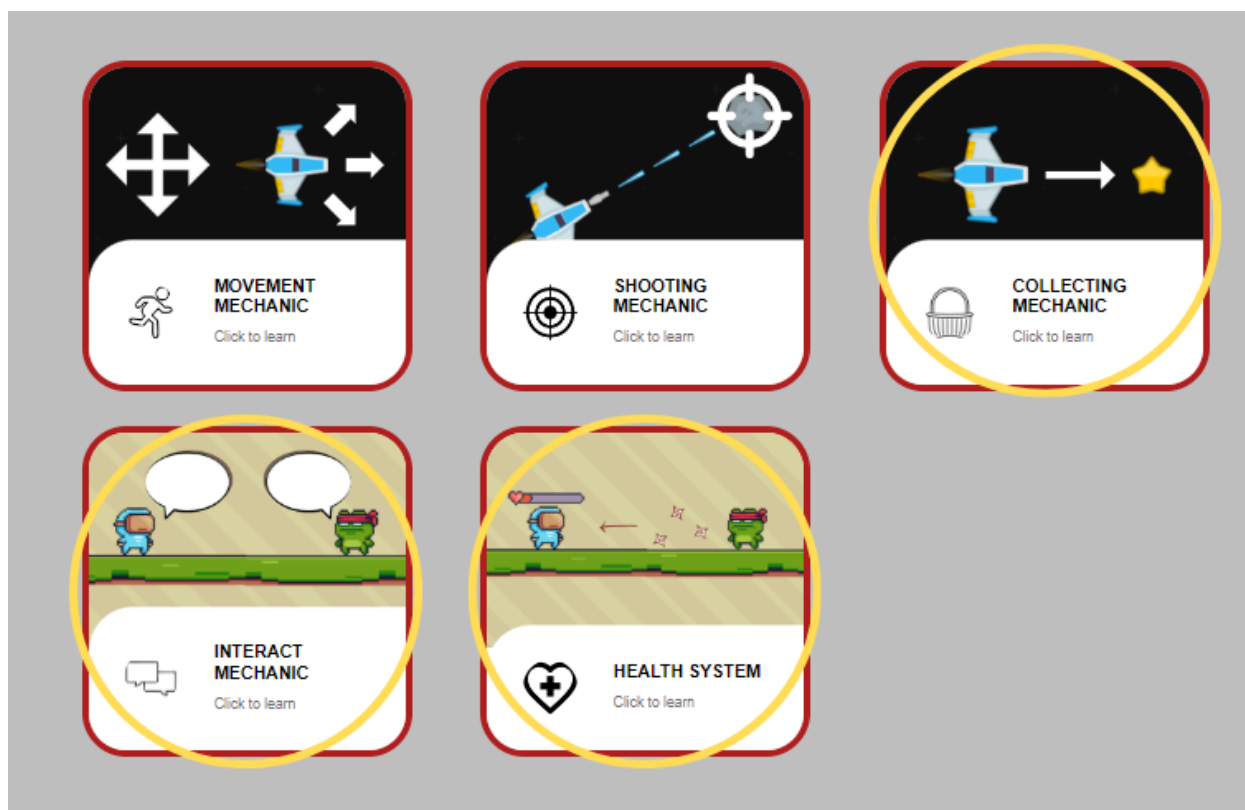 MOVEMENT
MECHANIC
Click to learn
SHOOTING
MECHANIC
Click to learn
COLLECTING
MECHANIC
Click to learn
INTERACT
MECHANIC
Click to learn
HEALTH SYSTEM
Click to learn